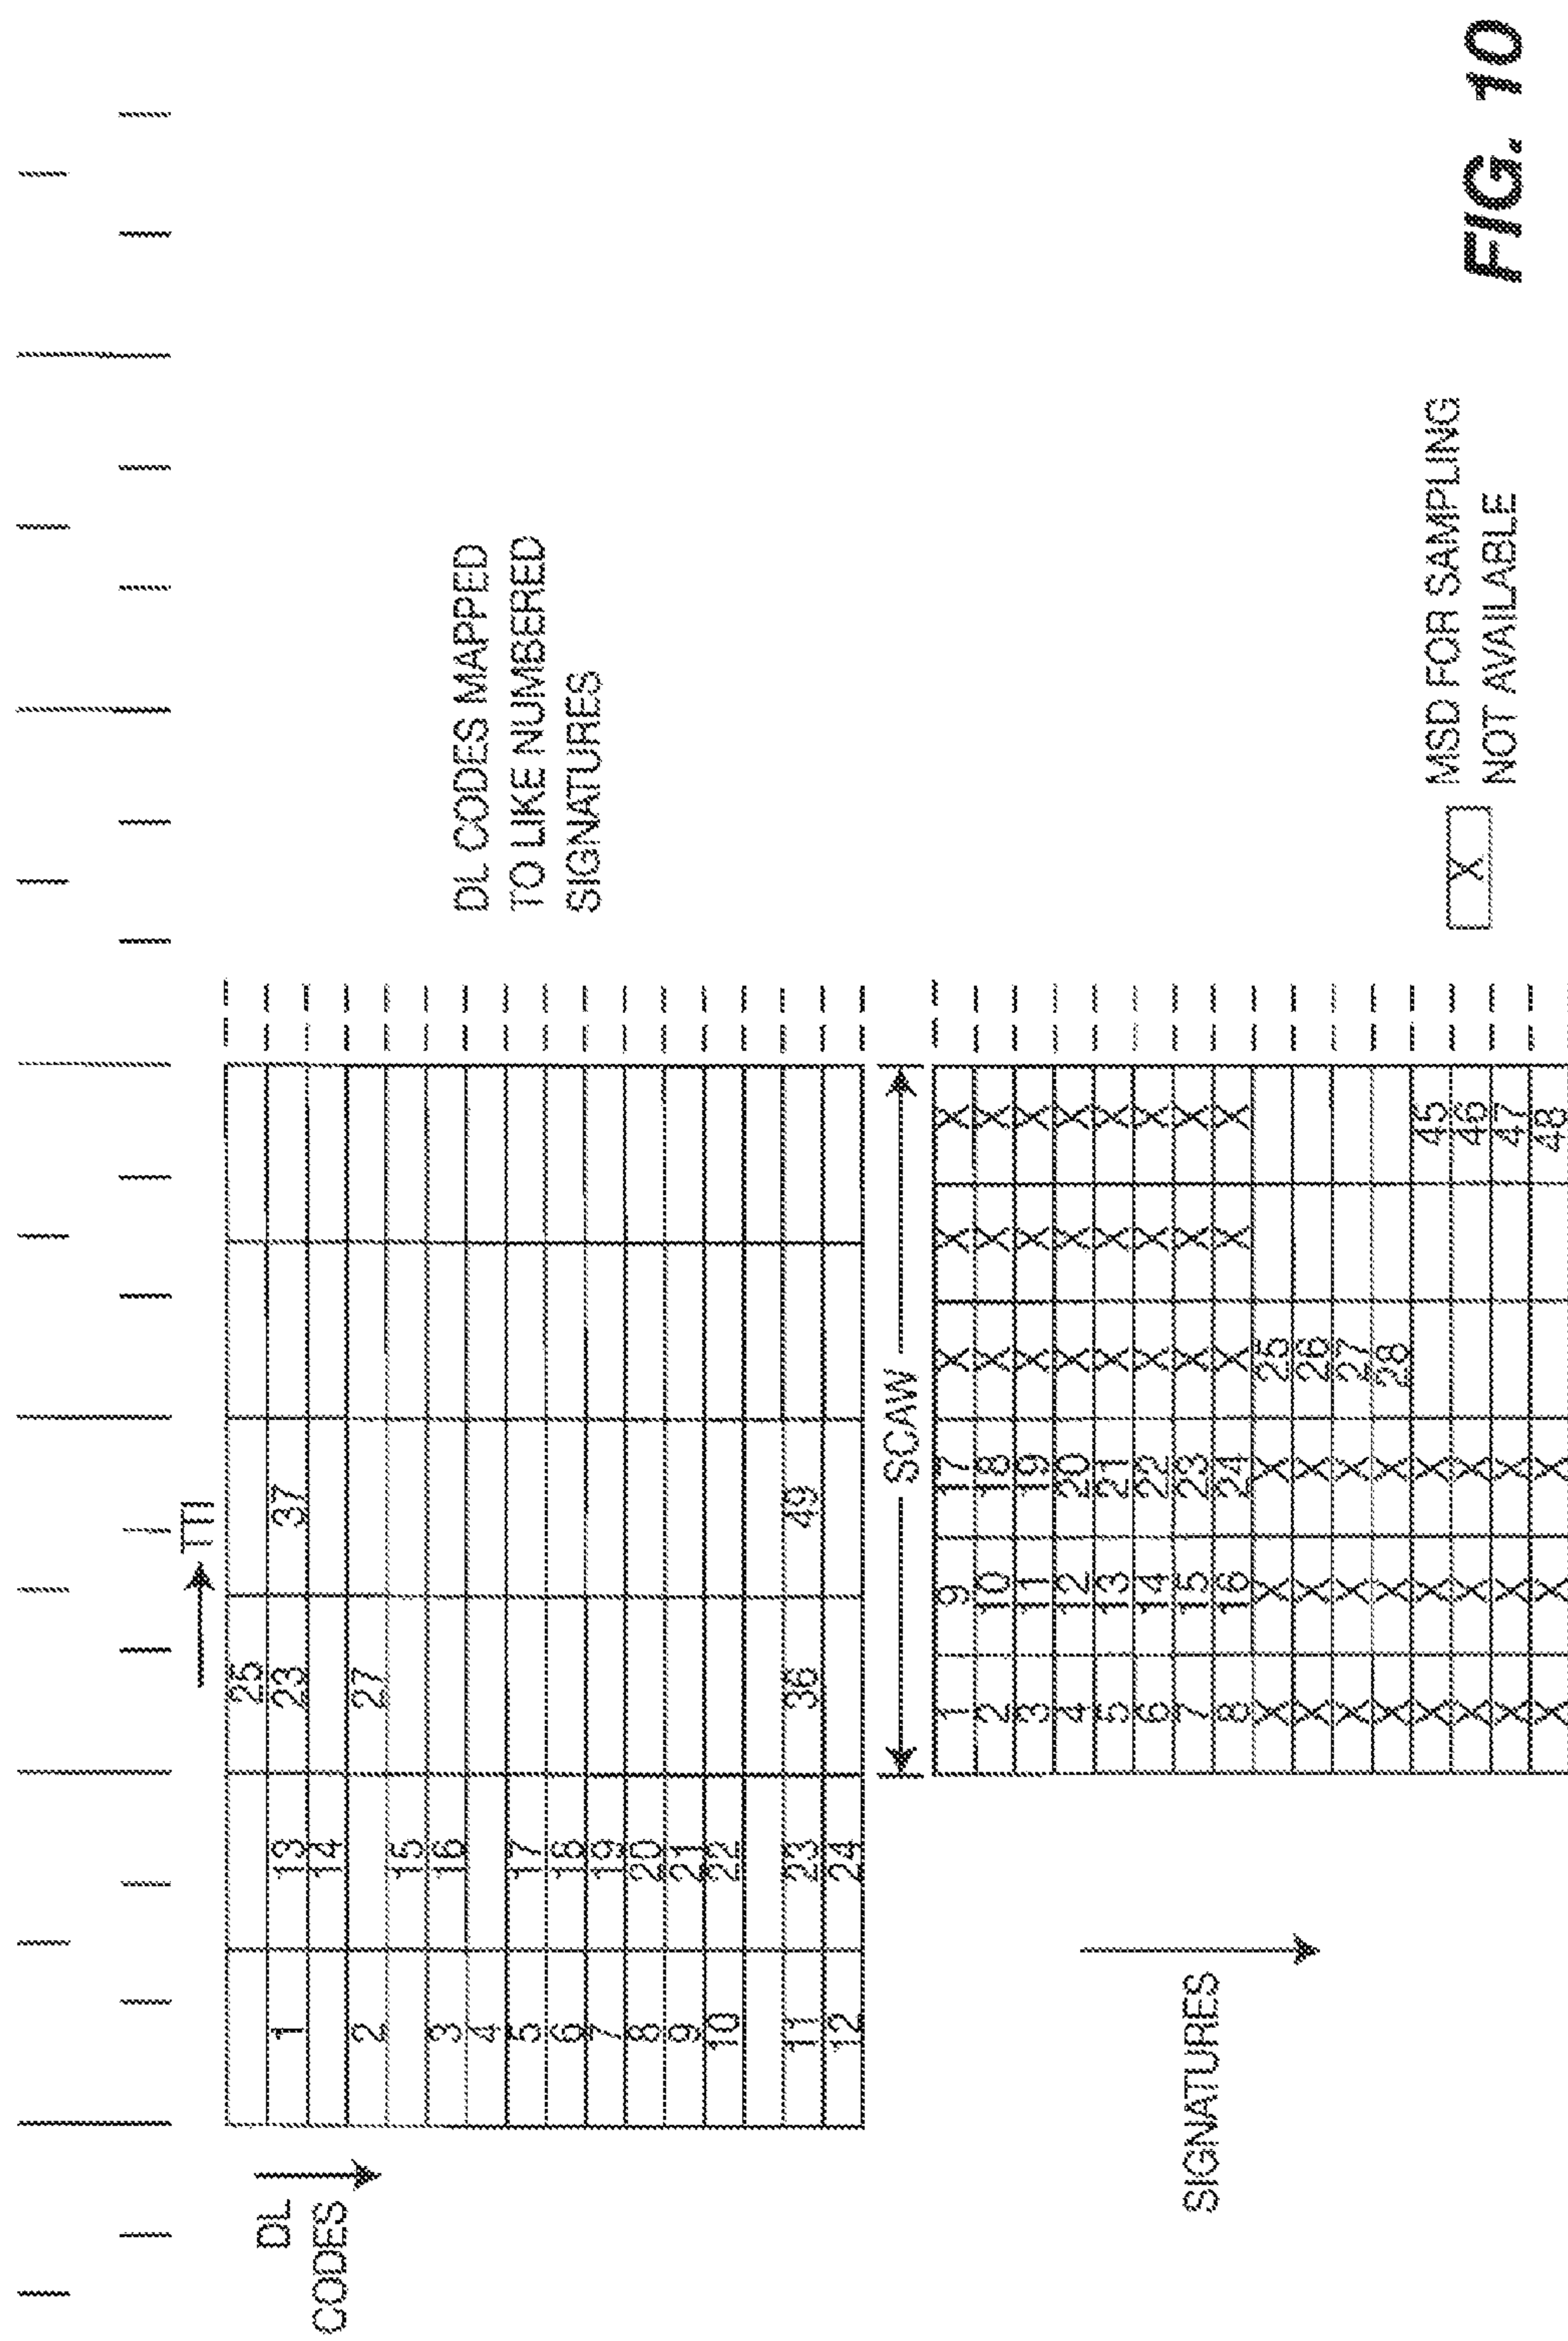 TTI
DL
CODES
25
1 13 23 37
14
2 27
15
3 16
4
5 17
6 18
7 19
8 20
9 21
10 22
11 23 36 49
12 24
DL CODES MAPPED
TO LIKE NUMBERED
SIGNATURES
SCAW
SIGNATURES
1 9 17 X X X
2 10 18 X X X
3 11 19 X X X
4 12 20 X X X
5 13 21 X X X
6 14 22 X X X
7 15 23 X X X
8 16 24 X X X
X X X 25
X X X 26
X X X 27
X X X 28
X X X 45
X X X 46
X X X 47
X X X 48
X MSD FOR SAMPLING
NOT AVAILABLE
FIG. 10